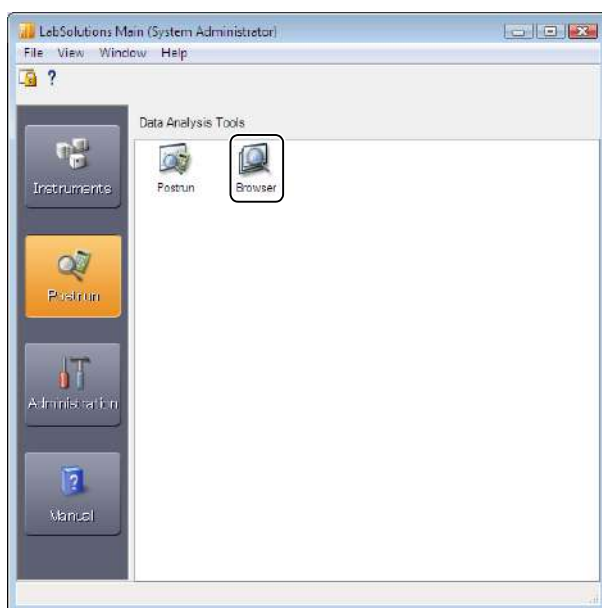 LabSolutions Main (System Administrator)
File View Window Help
?
Data Analysis Tools
Instruments
Postrun Browser
Postrun
Administration
Manual